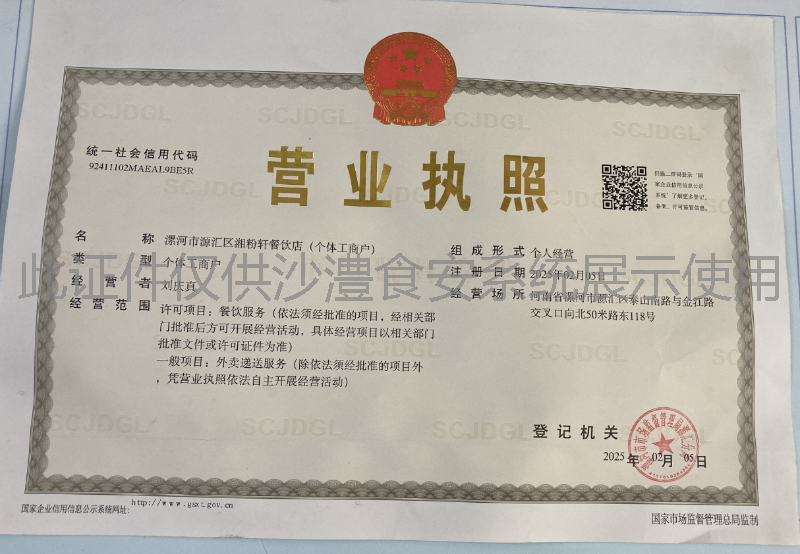 统一社会信用代码
92411102MAEAL9BE5R
营业执照
扫描二维码登录“国
家企业信用信息公示
系统”了解更多登记、
备案、许可监管信息。
名称 漯河市源汇区湘粉轩餐饮店（个体工商户）
类型 个体工商户
经营者 刘庆真
经营范围 许可项目：餐饮服务（依法须经批准的项目，经相关部
门批准后方可开展经营活动，具体经营项目以相关部门
批准文件或许可证件为准）
一般项目：外卖递送服务（除依法须经批准的项目外
，凭营业执照依法自主开展经营活动）
组成形式 个人经营
注册日期 2025年02月05日
经营场所 河南省漯河市源汇区泰山南路与金江路
交叉口向北50米路东118号
此证件仅供沙澧食安系统展示使用
SCJDGL
SCJDGL
SCJDGL
SCJDGL
SCJDGL
SCJDGL
登记机关
2025年02月05日
国家企业信用信息公示系统网址：http://www.gsxt.gov.cn
国家市场监督管理总局监制